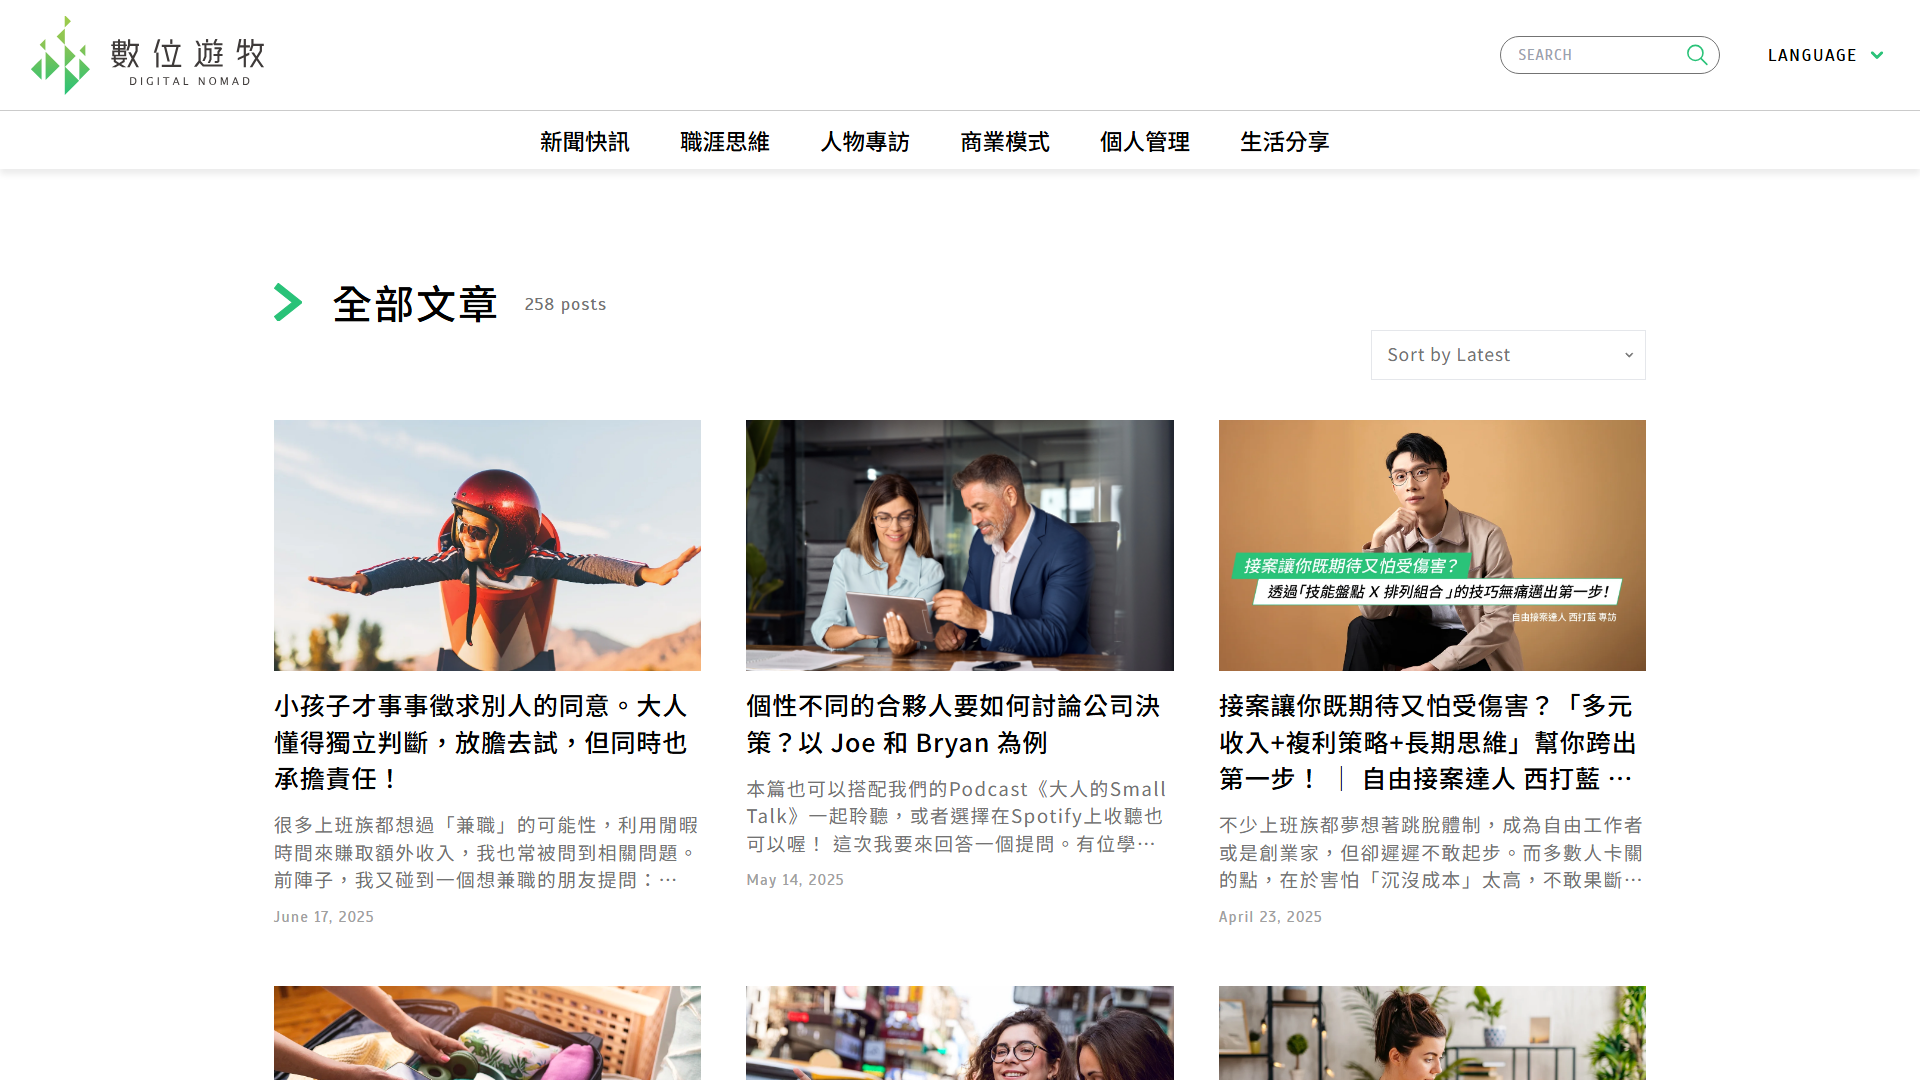 數位遊牧
DIGITAL NOMAD
SEARCH
LANGUAGE
新聞快訊
職涯思維
人物專訪
商業模式
個人管理
生活分享
全部文章
258 posts
Sort by Latest
接案讓你既期待又怕受傷害？
透過「技能盤點 X 排列組合」的技巧無痛邁出第一步！
自由接案達人 西打藍 專訪
小孩子才事事徵求別人的同意。大人
懂得獨立判斷，放膽去試，但同時也
承擔責任！
很多上班族都想過「兼職」的可能性，利用閒暇
時間來賺取額外收入，我也常被問到相關問題。
前陣子，我又碰到一個想兼職的朋友提問：⋯
June 17, 2025
個性不同的合夥人要如何討論公司決
策？以 Joe 和 Bryan 為例
本篇也可以搭配我們的Podcast《大人的Small
Talk》一起聆聽，或者選擇在Spotify上收聽也
可以喔！ 這次我要來回答一個提問。有位學⋯
May 14, 2025
接案讓你既期待又怕受傷害？「多元
收入+複利策略+長期思維」幫你跨出
第一步！ ｜ 自由接案達人 西打藍 ⋯
不少上班族都夢想著跳脫體制，成為自由工作者
或是創業家，但卻遲遲不敢起步。而多數人卡關
的點，在於害怕「沉沒成本」太高，不敢果斷⋯
April 23, 2025